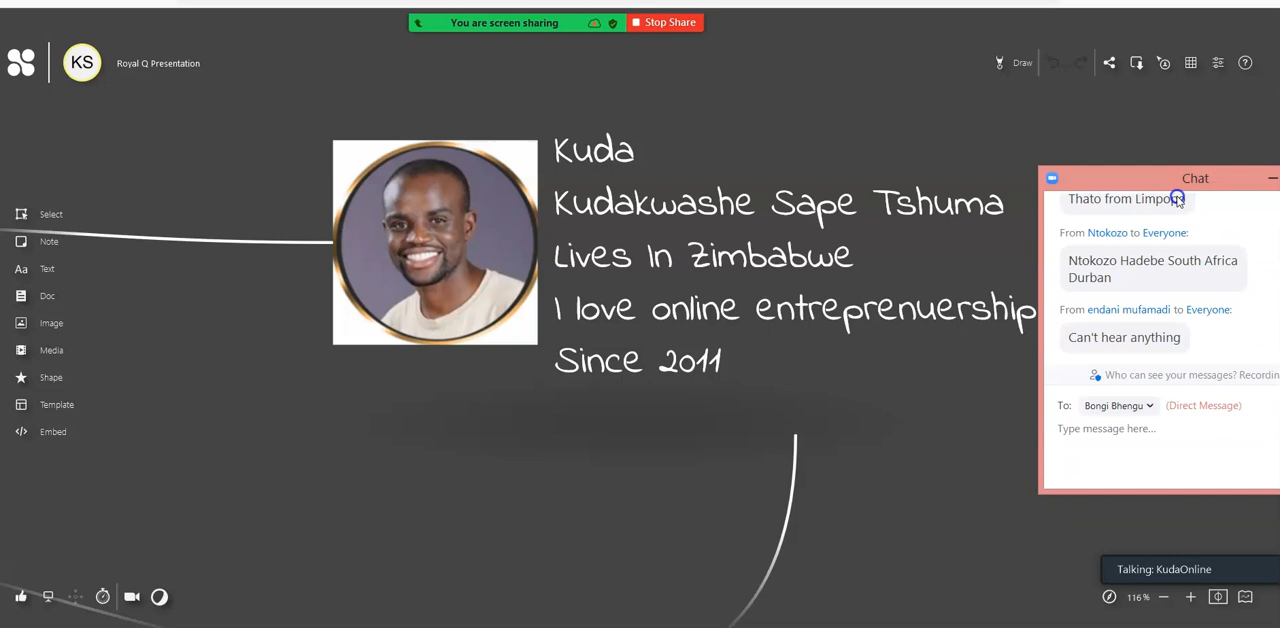 You are screen sharing
Stop Share
KS
Royal Q Presentation
Draw
Kuda
Kudakwashe Sape Tshuma
Lives In Zimbabwe
I love online entreprenuership
Since 2011
Select
Note
Aa Text
Doc
Image
Media
Shape
Template
Embed
Chat
Thato from
From Ntokozo to Everyone:
Ntokozo Hadebe South Africa
Durban
From endani mufamadi to Everyone:
Can't hear anything
Who can see your messages? Recordin
To: Bongi Bhengu (Direct Message)
Type message here...
Talking: KudaOnline
116%